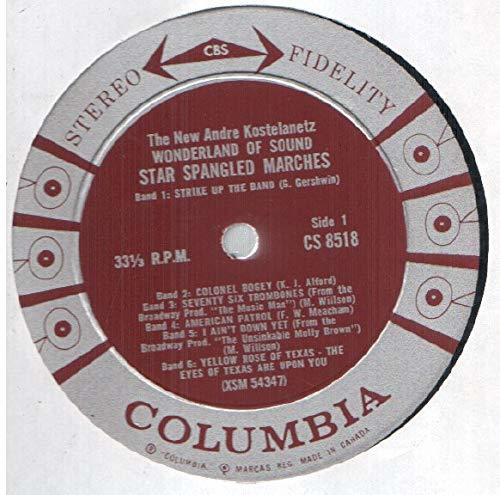 STEREO CBS FIDELITY
The New Andre Kostelanetz
WONDERLAND OF SOUND
STAR SPANGLED MARCHES
Band 1: STRIKE UP THE BAND (G. Gershwin)
Side 1
33⅓ R.P.M. CS 8518
Band 2: COLONEL BOGEY (K. J. Alford)
Band 3: SEVENTY SIX TROMBONES (From the
Broadway Prod. "The Music Man") (M. Willson)
Band 4: AMERICAN PATROL (F. W. Meacham)
Band 5: I AIN'T DOWN YET (From the
Broadway Prod. "The Unsinkable Molly Brown")
(M. Willson)
Band 6: YELLOW ROSE OF TEXAS - THE
EYES OF TEXAS ARE UPON YOU
(XSM 54347)
COLUMBIA
® "COLUMBIA," ® MARCAS REG. MADE IN CANADA